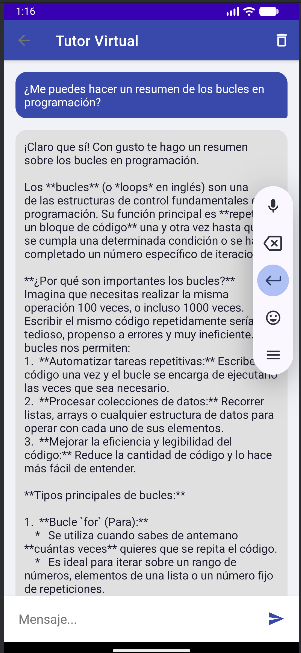 1:16
Tutor Virtual
¿Me puedes hacer un resumen de los bucles en
programación?
¡Claro que sí! Con gusto te hago un resumen
sobre los bucles en programación.
Los **bucles** (o *loops* en inglés) son una
de las estructuras de control fundamentales
programación. Su función principal es **repet
un bloque de código** una y otra vez hasta
se cumpla una determinada condición o se
completado un número específico de iteracio
**¿Por qué son importantes los bucles?**
Imagina que necesitas realizar la misma
operación 100 veces, o incluso 1000 veces.
Escribir el mismo código repetidamente sería
tedioso, propenso a errores y muy ineficiente.
bucles nos permiten:
1. **Automatizar tareas repetitivas:** Escribe
código una vez y el bucle se encarga de ejecutarlo
las veces que sea necesario.
2. **Procesar colecciones de datos:** Recorrer
listas, arrays o cualquier estructura de datos para
operar con cada uno de sus elementos.
3. **Mejorar la eficiencia y legibilidad del
código:** Reduce la cantidad de código y lo hace
más fácil de entender.
**Tipos principales de bucles:**
1. **Bucle `for` (Para):**
* Se utiliza cuando sabes de antemano
**cuántas veces** quieres que se repita el código.
* Es ideal para iterar sobre un rango de
números, elementos de una lista o un número fijo
de repeticiones.
Mensaje...